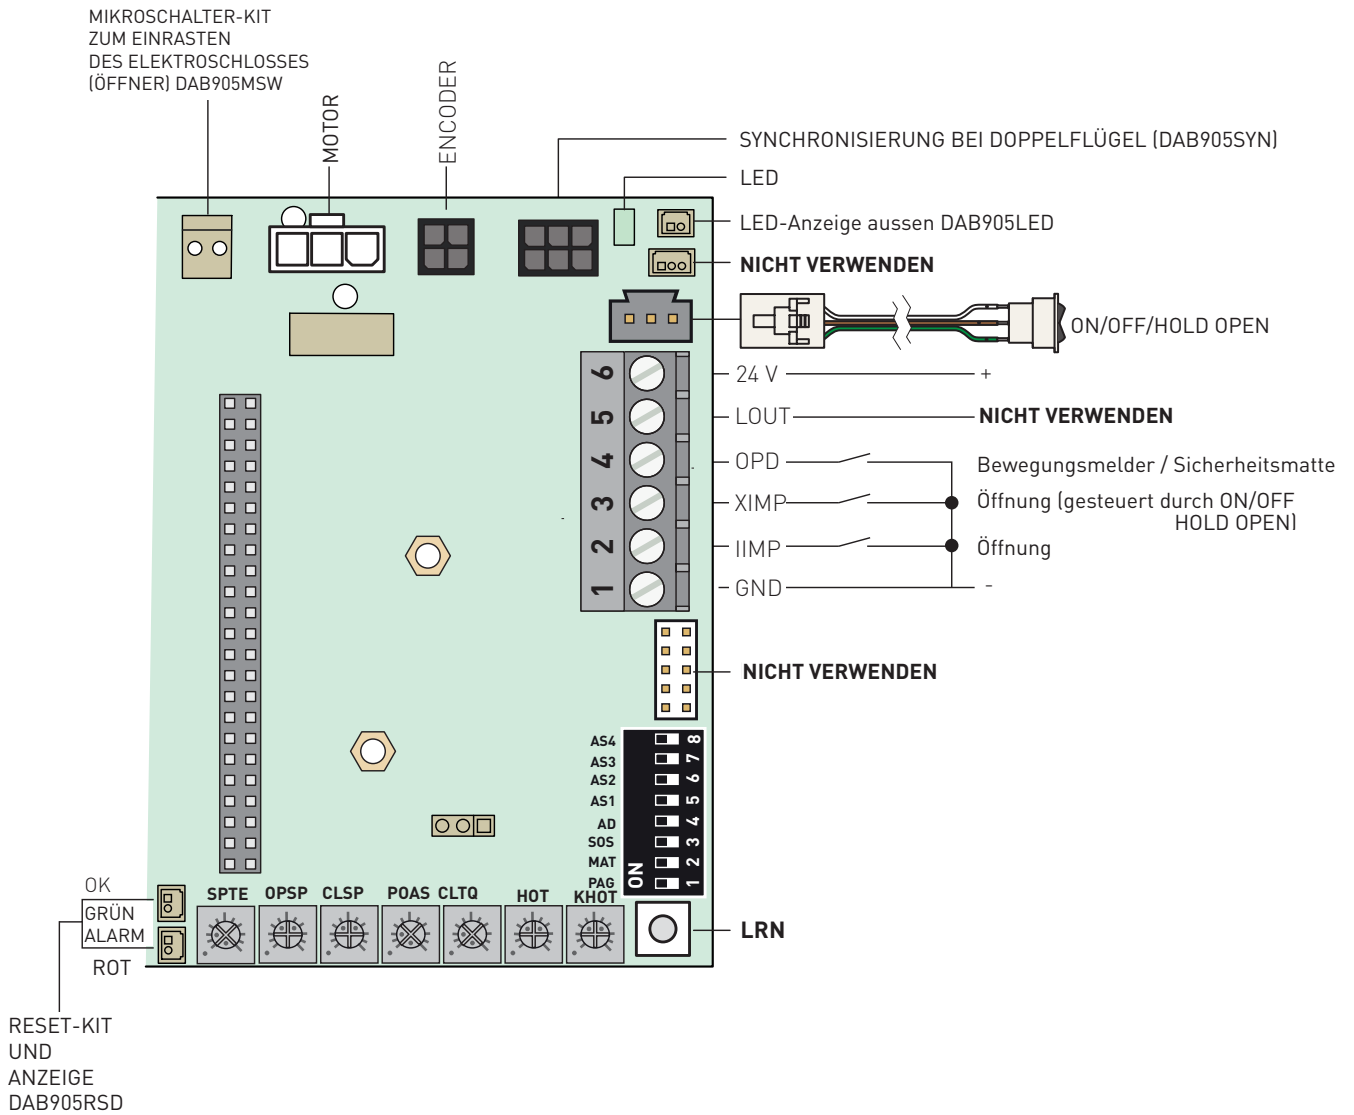 MIKROSCHALTER-KIT
ZUM EINRASTEN
DES ELEKTROSCHLOSSES
(ÖFFNER) DAB905MSW
MOTOR
ENCODER
SYNCHRONISIERUNG BEI DOPPELFLÜGEL (DAB905SYN)
LED
LED-Anzeige aussen DAB905LED
NICHT VERWENDEN
ON/OFF/HOLD OPEN
6 24 V +
5 LOUT NICHT VERWENDEN
4 OPD Bewegungsmelder / Sicherheitsmatte
3 XIMP Öffnung (gesteuert durch ON/OFF
HOLD OPEN)
2 IIMP Öffnung
1 GND -
NICHT VERWENDEN
AS4 8
AS3 7
AS2 6
AS1 5
AD 4
SOS 3
MAT 2
PAG ON 1
OK
GRÜN
ALARM
ROT
SPTE OPSP CLSP POAS CLTQ HOT KHOT
LRN
RESET-KIT
UND
ANZEIGE
DAB905RSD